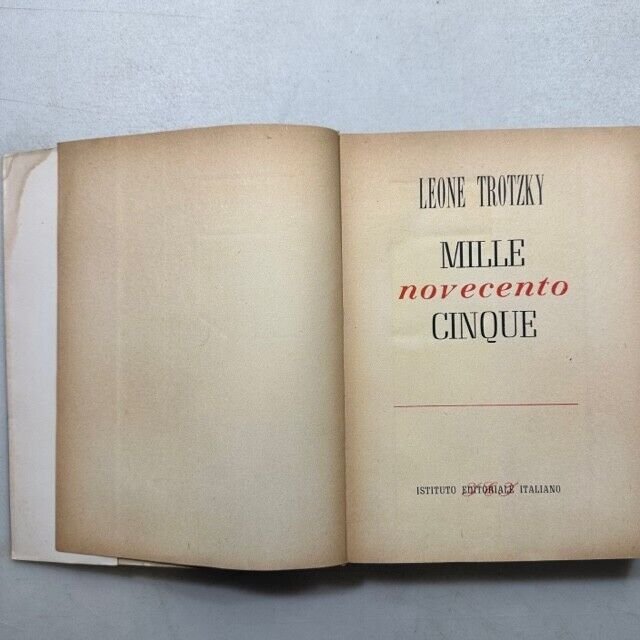 LEONE TROTZKY
MILLE
novecento
CINQUE
ISTITUTO EDITORIALE ITALIANO